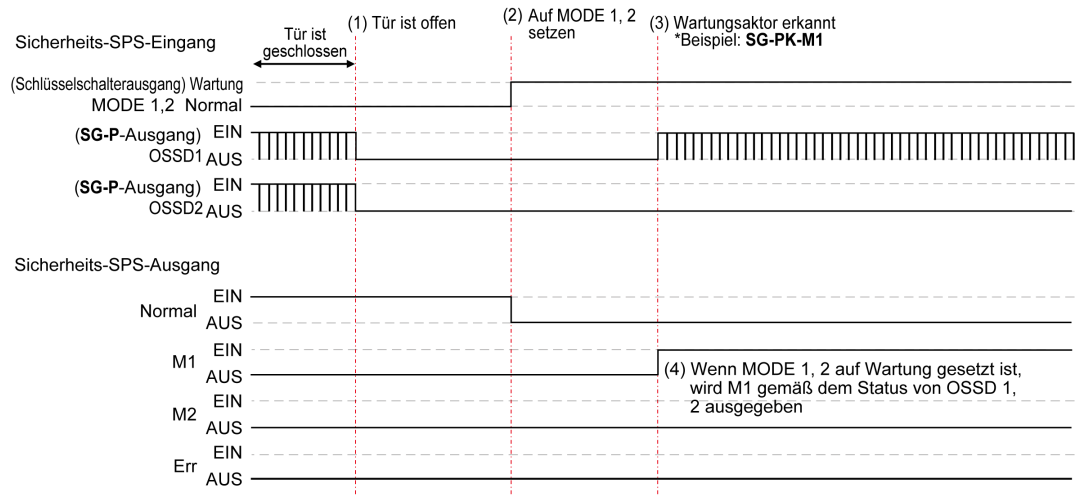 Sicherheits-SPS-Eingang
Tür ist
geschlossen
(1) Tür ist offen
(2) Auf MODE 1, 2
setzen
(3) Wartungsaktor erkannt
*Beispiel: SG-PK-M1
(Schlüsselschalterausgang) Wartung
MODE 1,2 Normal
(SG-P-Ausgang) EIN
OSSD1 AUS
(SG-P-Ausgang) EIN
OSSD2 AUS
Sicherheits-SPS-Ausgang
Normal
EIN
AUS
M1
EIN
AUS
(4) Wenn MODE 1, 2 auf Wartung gesetzt ist,
wird M1 gemäß dem Status von OSSD 1,
2 ausgegeben
M2
EIN
AUS
Err
EIN
AUS